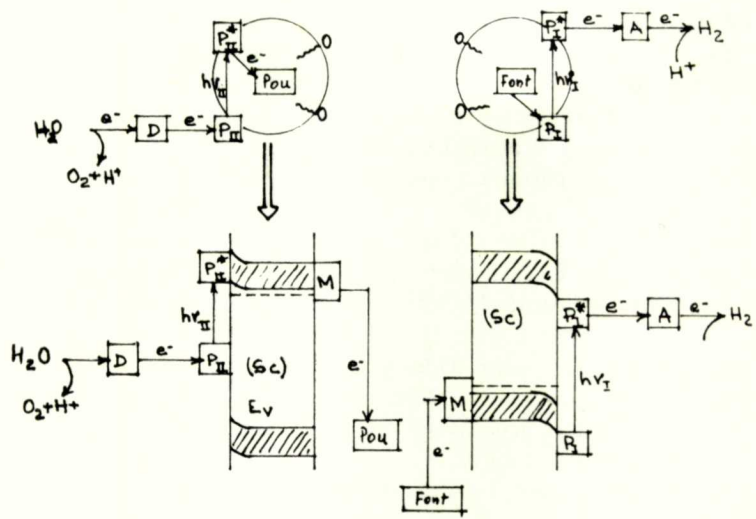 P*II e⁻ O
Pou
hνII
O
H2O e⁻ D e⁻ PII
O2+H+
O P*I e⁻ A e⁻ H2
H+
Font hνI
O
PI
P*II M
hνII (Sc)
H2O D e⁻ PII
O2+H+
Ev
e⁻
Pou
(Sc) P*I e⁻ A e⁻ H2
hνI
M
e⁻ PI
Font